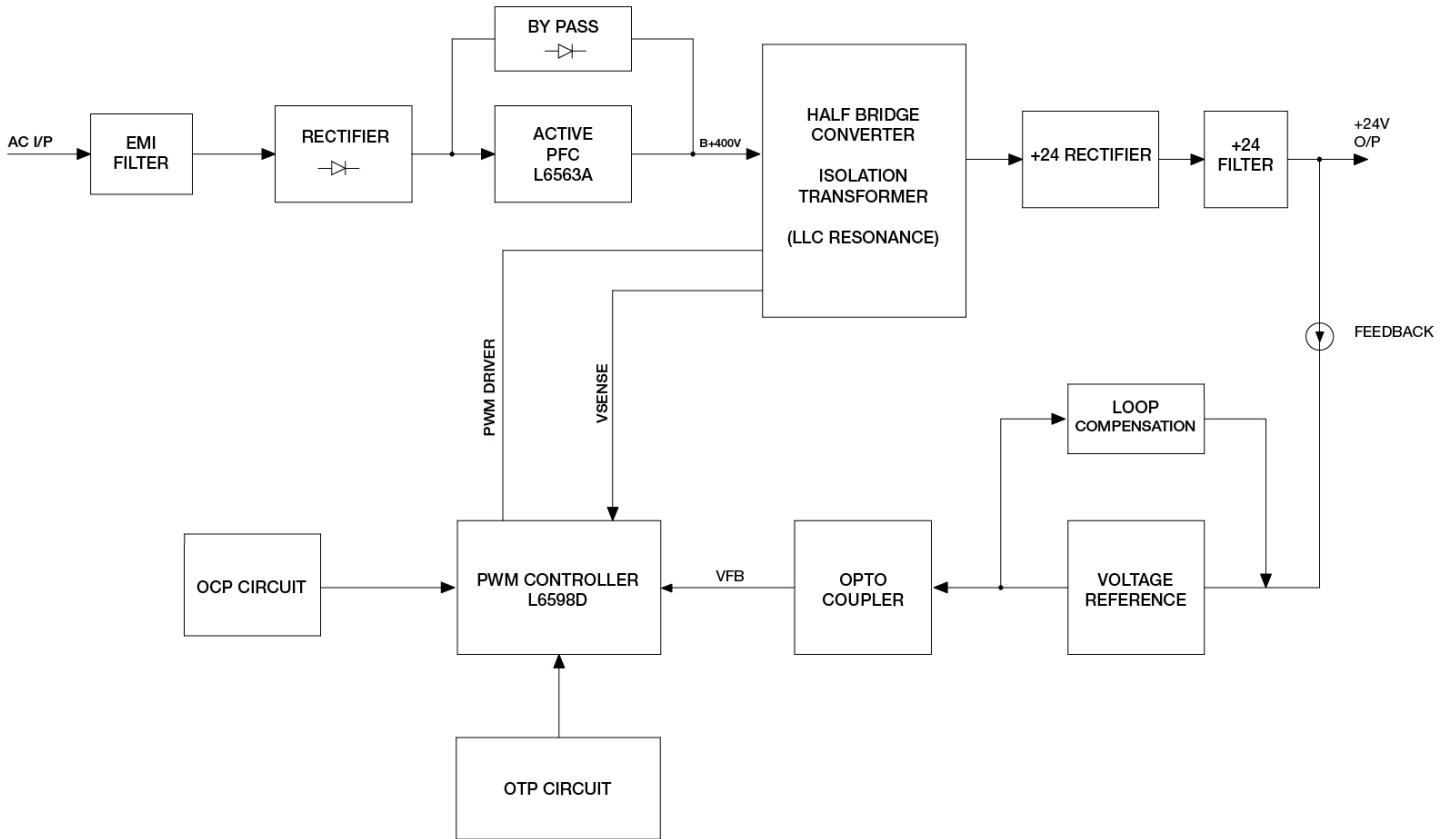 BY PASS
AC I/P
EMI
FILTER
RECTIFIER
ACTIVE
PFC
L6563A
B+400V
HALF BRIDGE
CONVERTER
ISOLATION
TRANSFORMER
(LLC RESONANCE)
+24 RECTIFIER
+24
FILTER
+24V
O/P
PWM DRIVER
VSENSE
FEEDBACK
LOOP
COMPENSATION
OCP CIRCUIT
PWM CONTROLLER
L6598D
VFB
OPTO
COUPLER
VOLTAGE
REFERENCE
OTP CIRCUIT